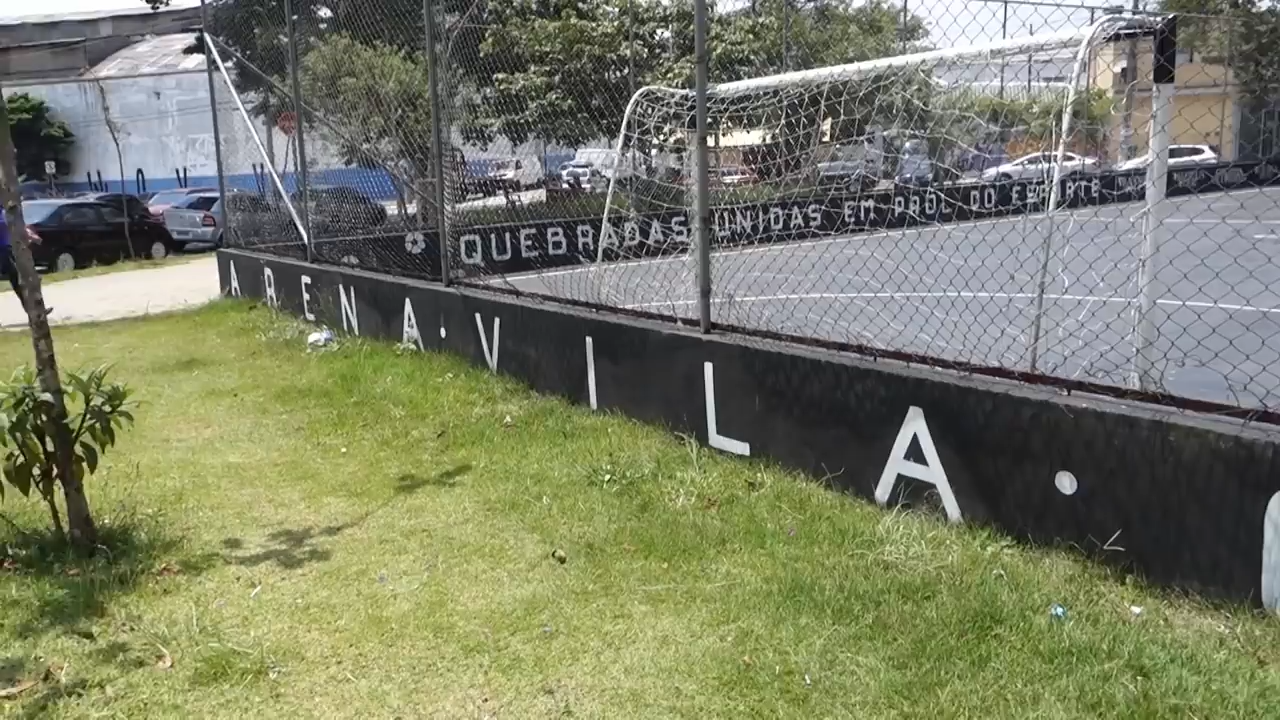 QUEBRADAS UNIDAS EM PROL DO ESPORTE
ARENA · VILA ·